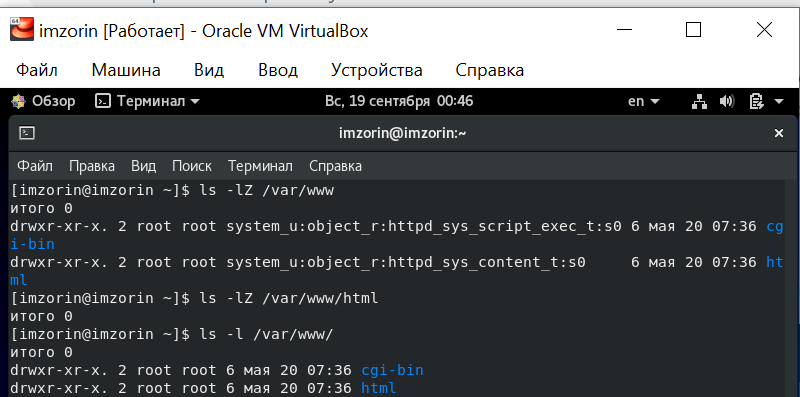 imzorin [Работает] - Oracle VM VirtualBox
Файл Машина Вид Ввод Устройства Справка
Обзор Терминал Вс, 19 сентября 00:46 en
imzorin@imzorin:~
Файл Правка Вид Поиск Терминал Справка
[imzorin@imzorin ~]$ ls -lZ /var/www
итого 0
drwxr-xr-x. 2 root root system_u:object_r:httpd_sys_script_exec_t:s0 6 мая 20 07:36 cg
i-bin
drwxr-xr-x. 2 root root system_u:object_r:httpd_sys_content_t:s0     6 мая 20 07:36 ht
ml
[imzorin@imzorin ~]$ ls -lZ /var/www/html
итого 0
[imzorin@imzorin ~]$ ls -l /var/www/
итого 0
drwxr-xr-x. 2 root root 6 мая 20 07:36 cgi-bin
drwxr-xr-x. 2 root root 6 мая 20 07:36 html